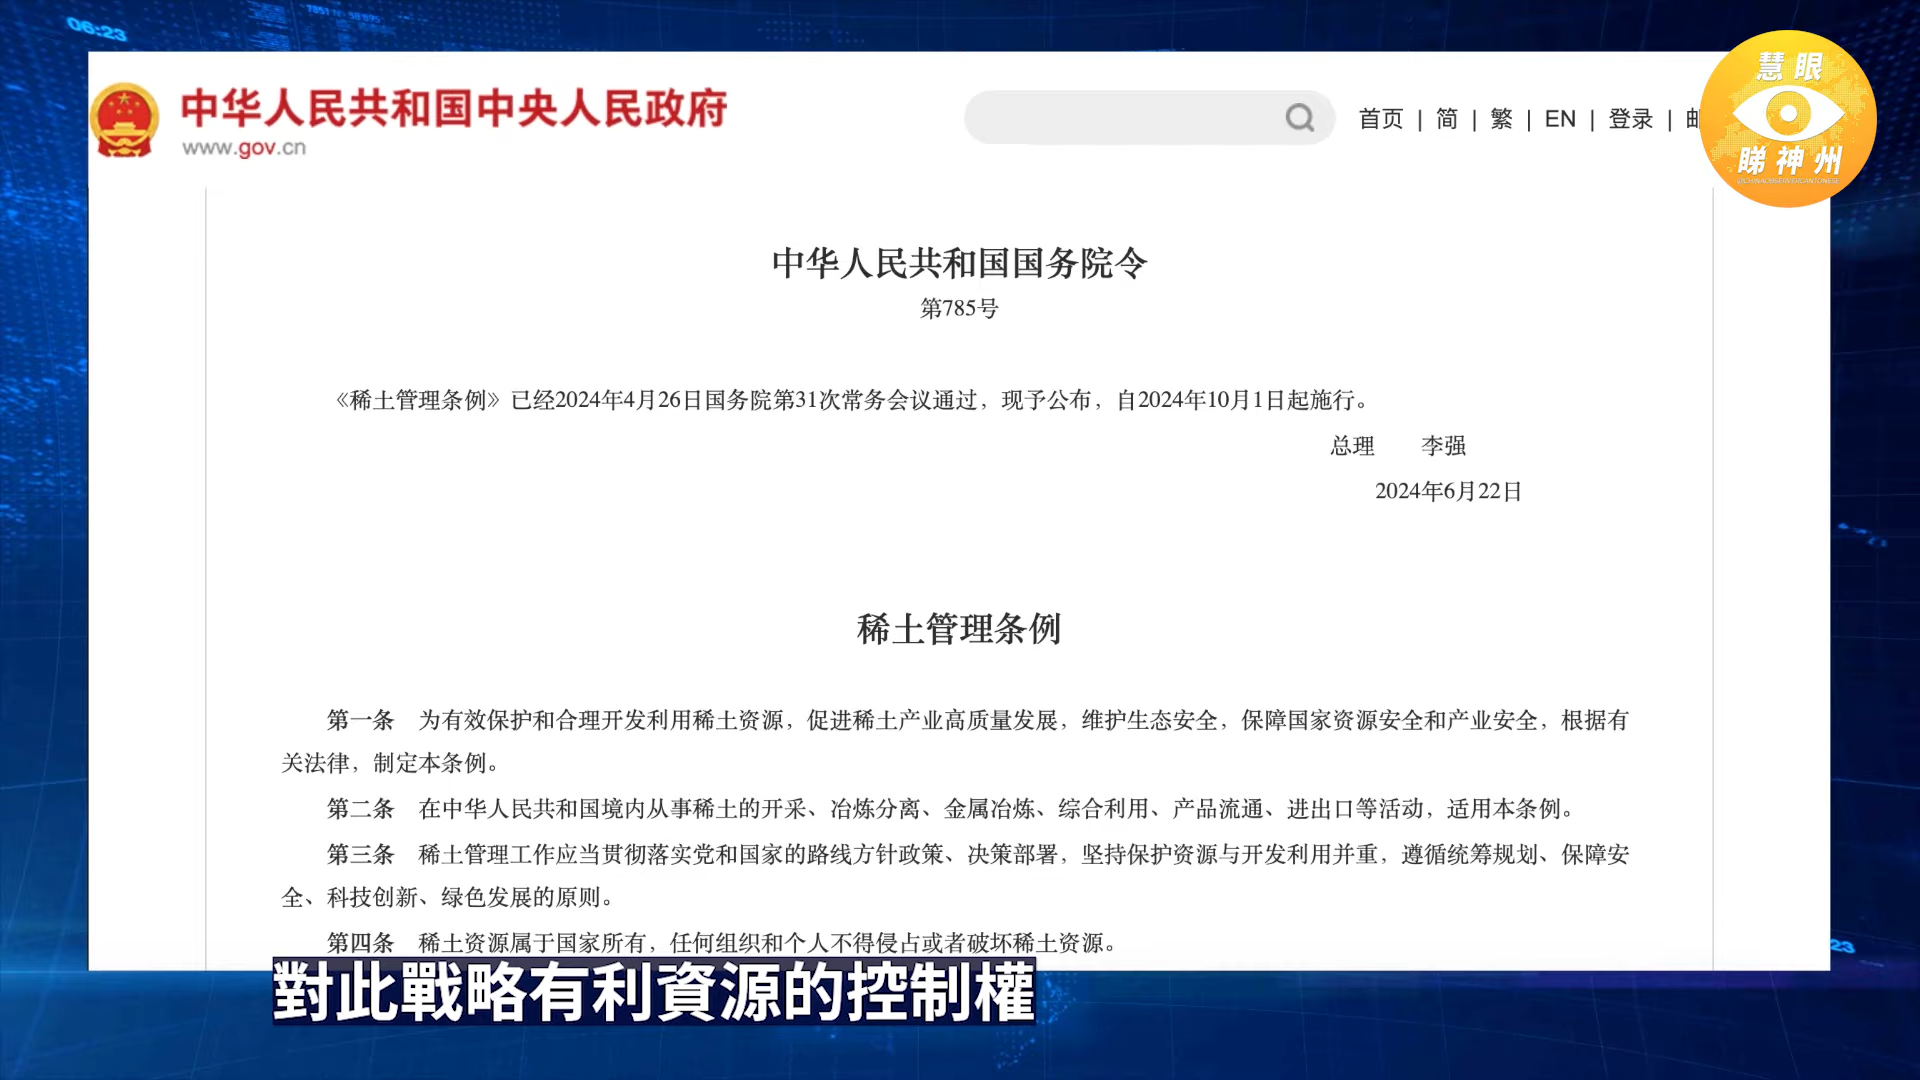 06:23
慧眼
睇神州
中华人民共和国中央人民政府
www.gov.cn
首页 | 简 | 繁 | EN | 登录 | 邮
中华人民共和国国务院令
第785号
《稀土管理条例》已经2024年4月26日国务院第31次常务会议通过，现予公布，自2024年10月1日起施行。
总理 李强
2024年6月22日
稀土管理条例
第一条 为有效保护和合理开发利用稀土资源，促进稀土产业高质量发展，维护生态安全，保障国家资源安全和产业安全，根据有
关法律，制定本条例。
第二条 在中华人民共和国境内从事稀土的开采、冶炼分离、金属冶炼、综合利用、产品流通、进出口等活动，适用本条例。
第三条 稀土管理工作应当贯彻落实党和国家的路线方针政策、决策部署，坚持保护资源与开发利用并重，遵循统筹规划、保障安
全、科技创新、绿色发展的原则。
第四条 稀土资源属于国家所有，任何组织和个人不得侵占或者破坏稀土资源。
23
對此戰略有利資源的控制權